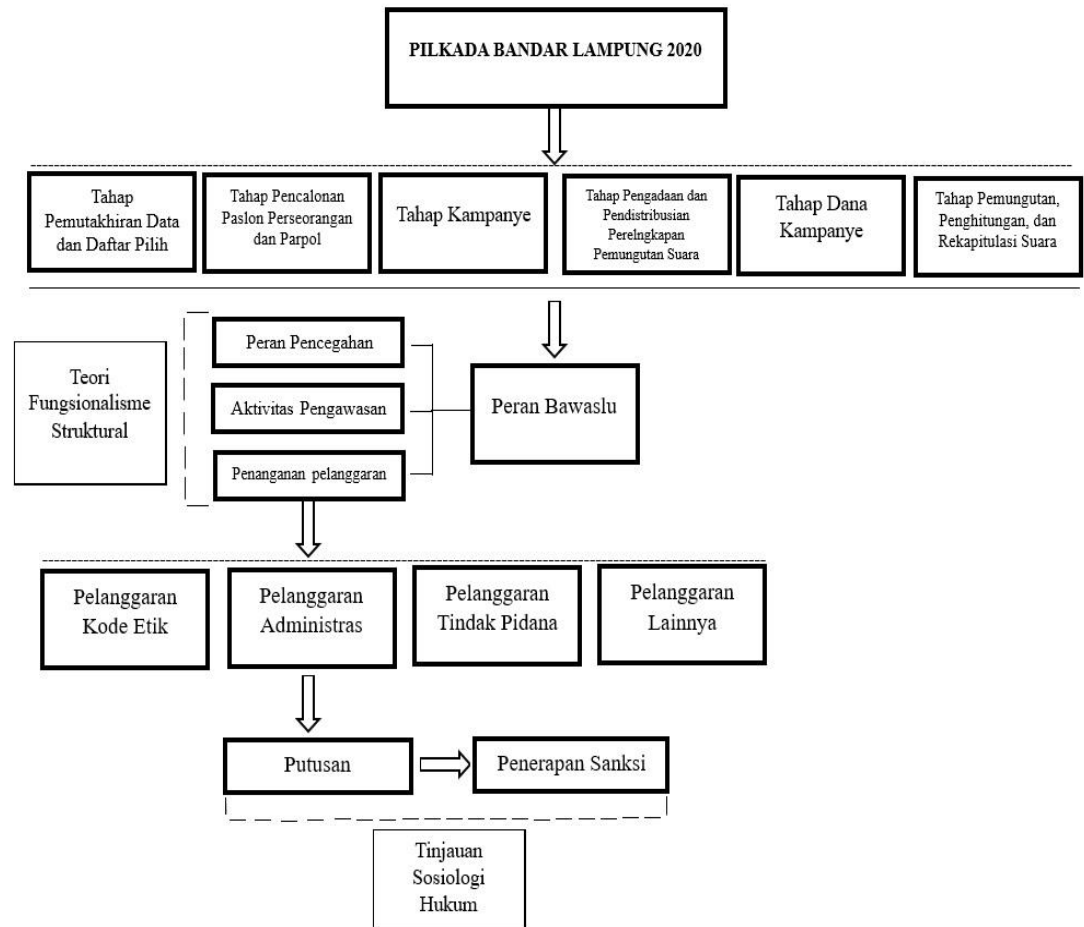 PILKADA BANDAR LAMPUNG 2020
Tahap
Pemutakhiran Data
dan Daftar Pilih
Tahap Pencalonan
Paslon Perseorangan
dan Parpol
Tahap Kampanye
Tahap Pengadaan dan
Pendistribusian
Perelngkapan
Pemungutan Suara
Tahap Dana
Kampanye
Tahap Pemungutan,
Penghitungan, dan
Rekapitulasi Suara
Teori
Fungsionalisme
Struktural
Peran Pencegahan
Aktivitas Pengawasan
Penanganan pelanggaran
Peran Bawaslu
Pelanggaran
Kode Etik
Pelanggaran
Administras
Pelanggaran
Tindak Pidana
Pelanggaran
Lainnya
Putusan
Penerapan Sanksi
Tinjauan
Sosiologi
Hukum